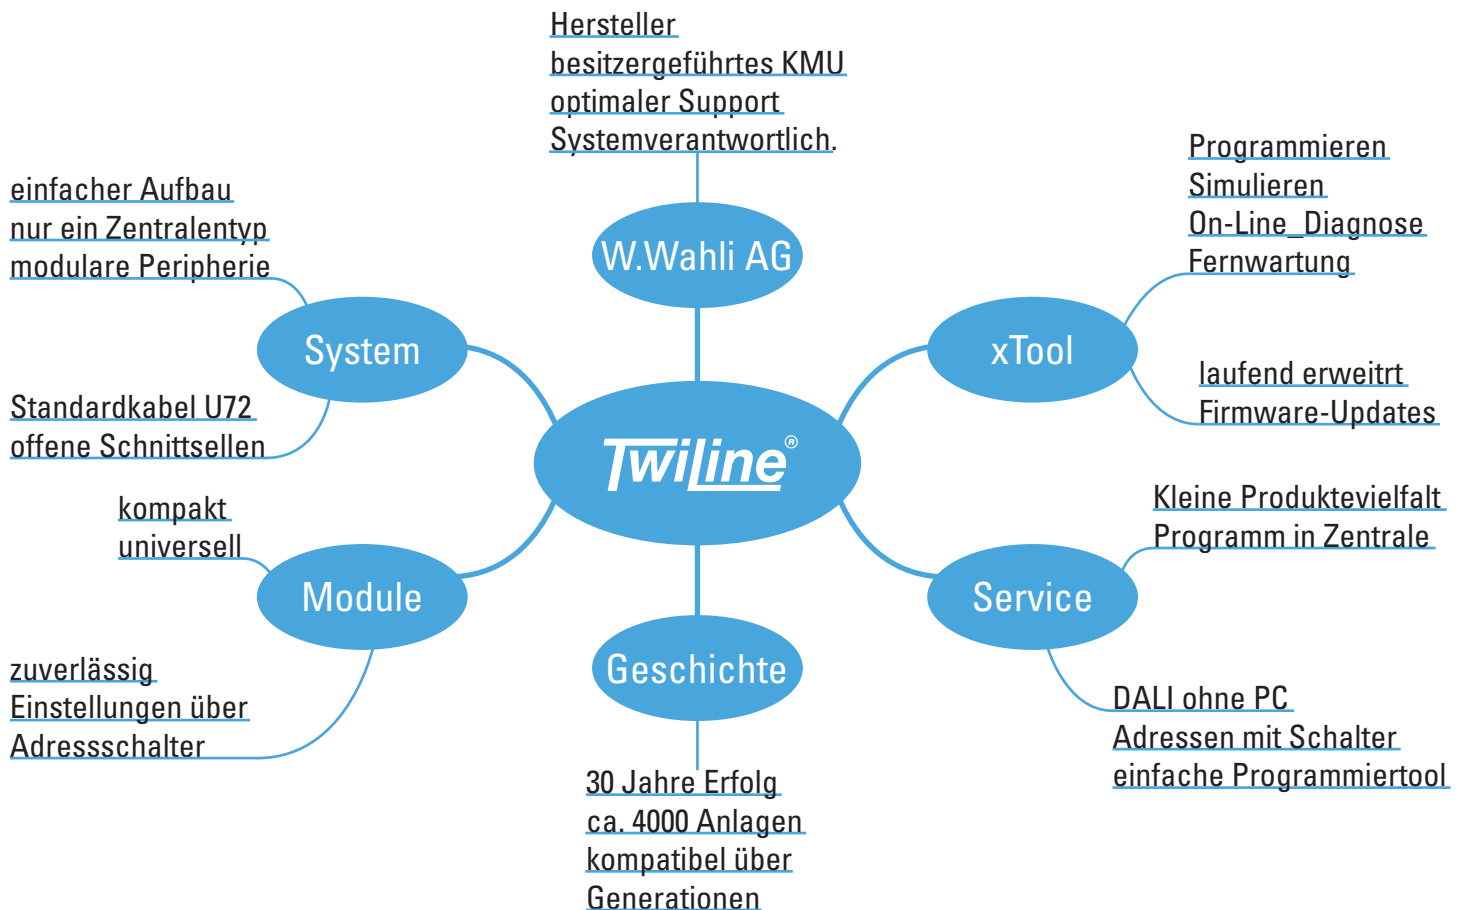 Hersteller
besitzergeführtes KMU
optimaler Support
Systemverantwortlich.
W.Wahli AG
einfacher Aufbau
nur ein Zentralentyp
modulare Peripherie
System
Standardkabel U72
offene Schnittsellen
Programmieren
Simulieren
On-Line_Diagnose
Fernwartung
xTool
laufend erweitrt
Firmware-Updates
Twiline®
kompakt
universell
Module
zuverlässig
Einstellungen über
Adressschalter
Kleine Produktevielfalt
Programm in Zentrale
Service
DALI ohne PC
Adressen mit Schalter
einfache Programmiertool
Geschichte
30 Jahre Erfolg
ca. 4000 Anlagen
kompatibel über
Generationen